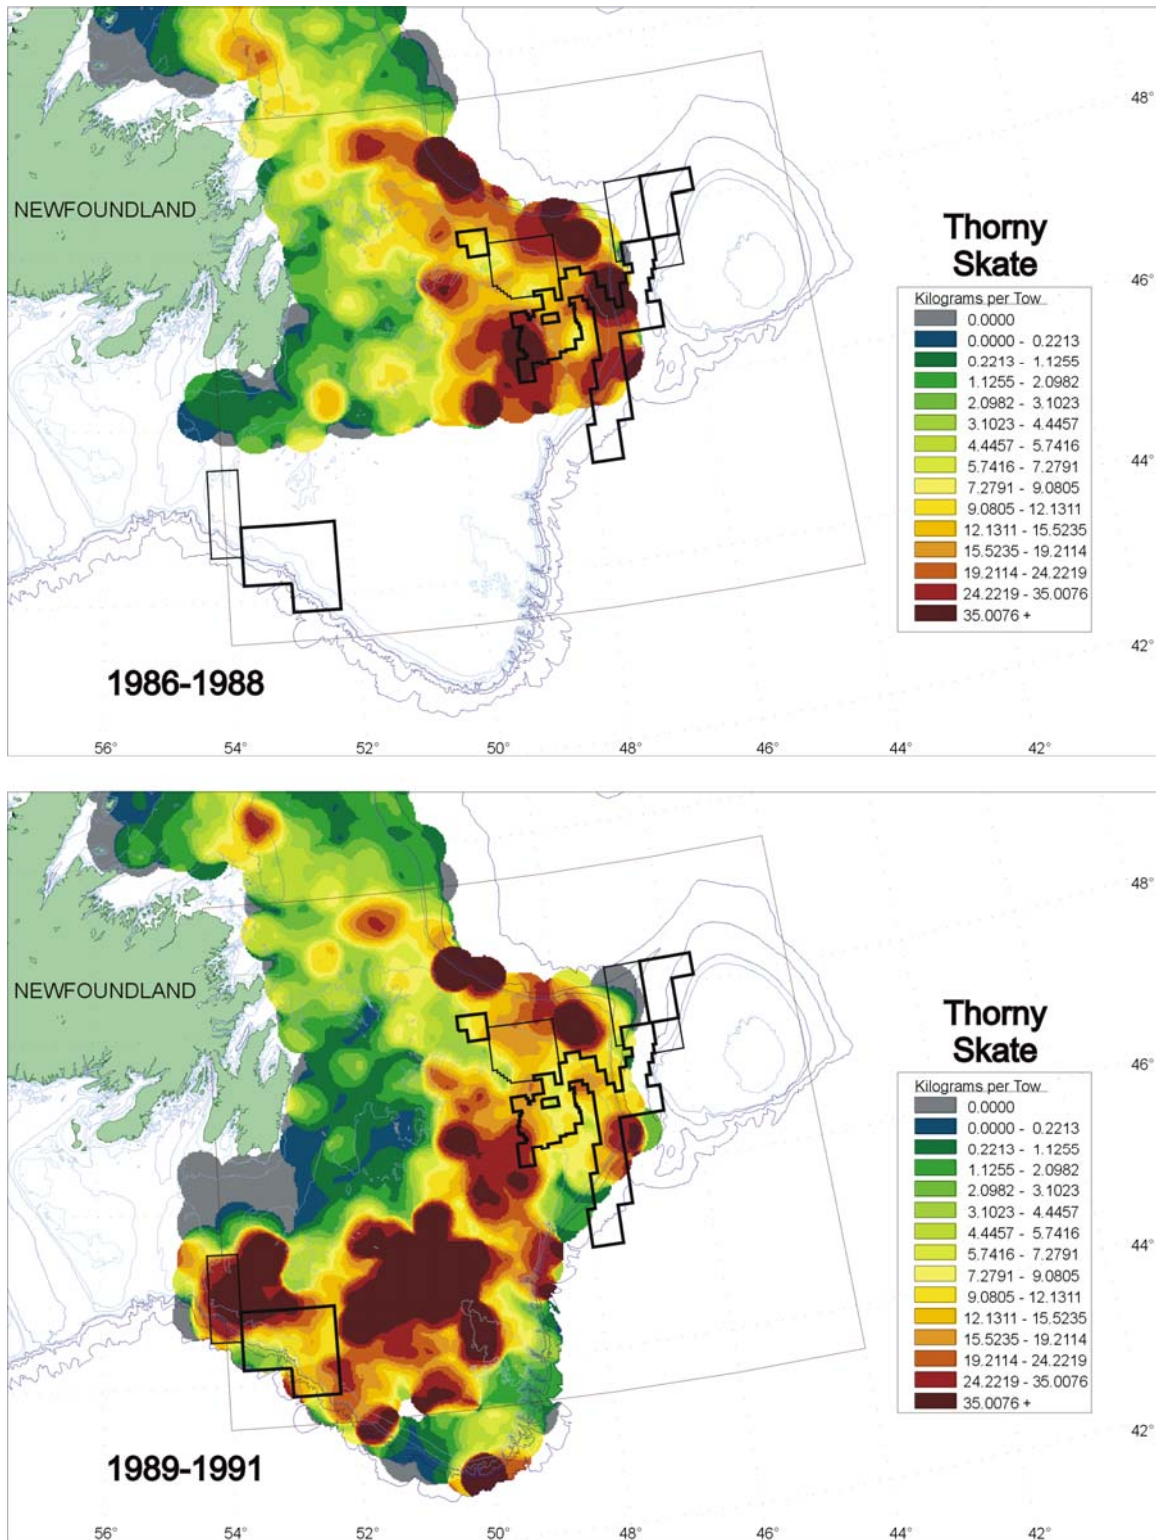 48°
NEWFOUNDLAND
Thorny
Skate
46°
Kilograms per Tow
0.0000
0.0000 - 0.2213
0.2213 - 1.1255
1.1255 - 2.0982
2.0982 - 3.1023
3.1023 - 4.4457
4.4457 - 5.7416
5.7416 - 7.2791
7.2791 - 9.0805
9.0805 - 12.1311
12.1311 - 15.5235
15.5235 - 19.2114
19.2114 - 24.2219
24.2219 - 35.0076
35.0076 +
44°
42°
1986-1988
56° 54° 52° 50° 48° 46° 44° 42°
48°
NEWFOUNDLAND
Thorny
Skate
46°
Kilograms per Tow
0.0000
0.0000 - 0.2213
0.2213 - 1.1255
1.1255 - 2.0982
2.0982 - 3.1023
3.1023 - 4.4457
4.4457 - 5.7416
5.7416 - 7.2791
7.2791 - 9.0805
9.0805 - 12.1311
12.1311 - 15.5235
15.5235 - 19.2114
19.2114 - 24.2219
24.2219 - 35.0076
35.0076 +
44°
42°
1989-1991
56° 54° 52° 50° 48° 46° 44° 42°